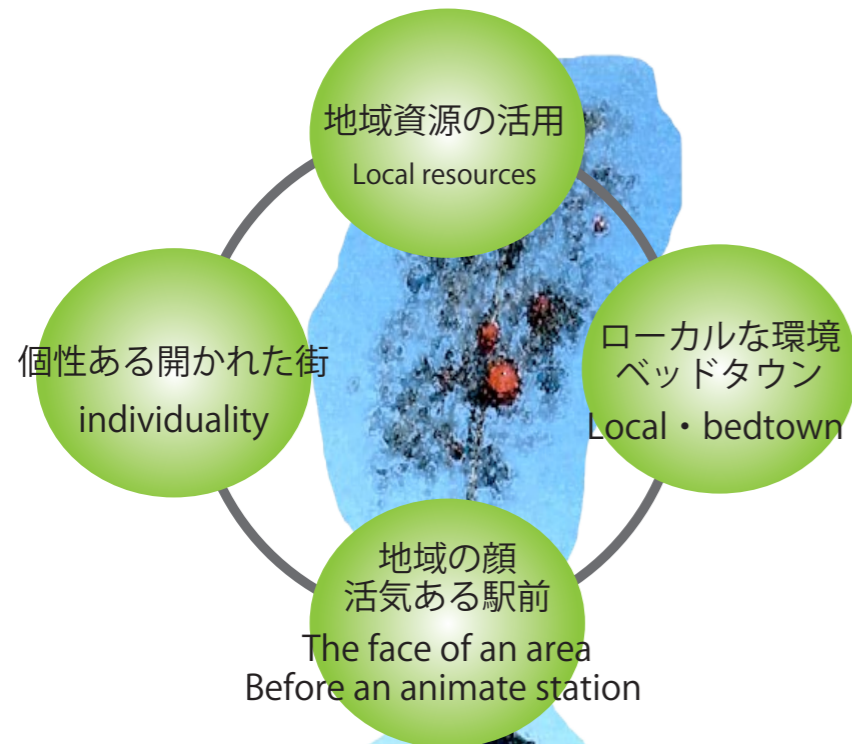 地域資源の活用
Local resources
個性ある開かれた街
individuality
ローカルな環境
ベッドタウン
Local・bedtown
地域の顔
活気ある駅前
The face of an area
Before an animate station